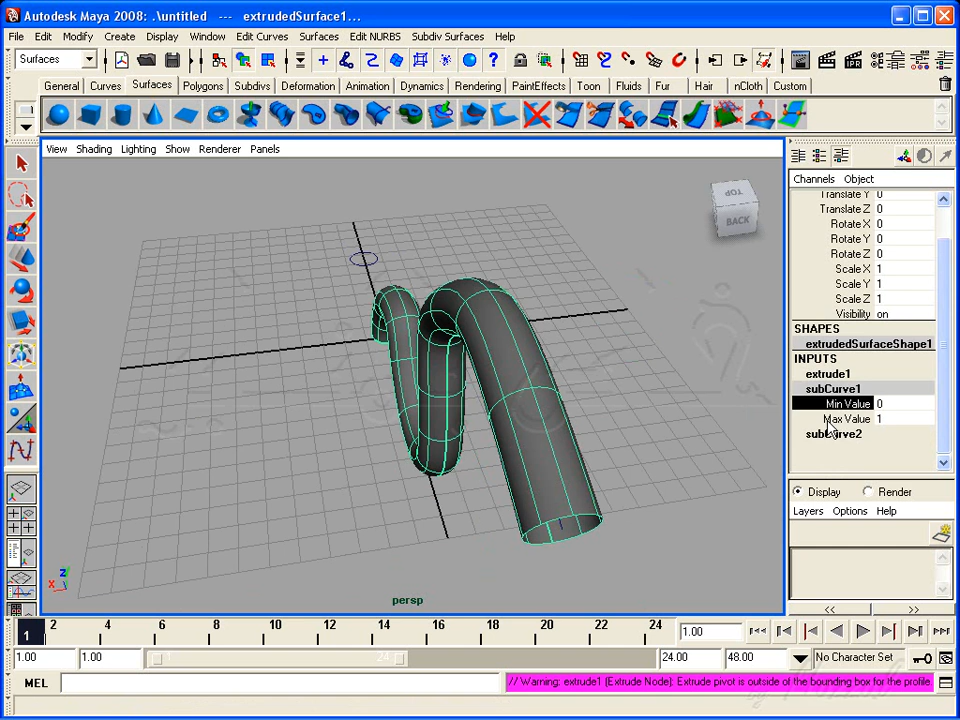 Autodesk Maya 2008: .\untitled --- extrudedSurface1...
File Edit Modify Create Display Window Edit Curves Surfaces Edit NURBS Subdiv Surfaces Help
Surfaces
General Curves Surfaces Polygons Subdivs Deformation Animation Dynamics Rendering PaintEffects Toon Fluids Fur Hair nCloth Custom
View Shading Lighting Show Renderer Panels
Channels Object
Translate Y 0
Translate Z 0
Rotate X 0
Rotate Y 0
Rotate Z 0
Scale X 1
Scale Y 1
Scale Z 1
Visibility on
SHAPES
extrudedSurfaceShape1
INPUTS
extrude1
subCurve1
Min Value 0
Max Value 1
subCurve2
TOP
BACK
Display Render
Layers Options Help
z
x
persp
1 2 4 6 8 10 12 14 16 18 20 22 24 1.00
1.00 1.00 1 24 24.00 48.00 No Character Set
MEL // Warning: extrude1 (Extrude Node): Extrude pivot is outside of the bounding box for the profile.